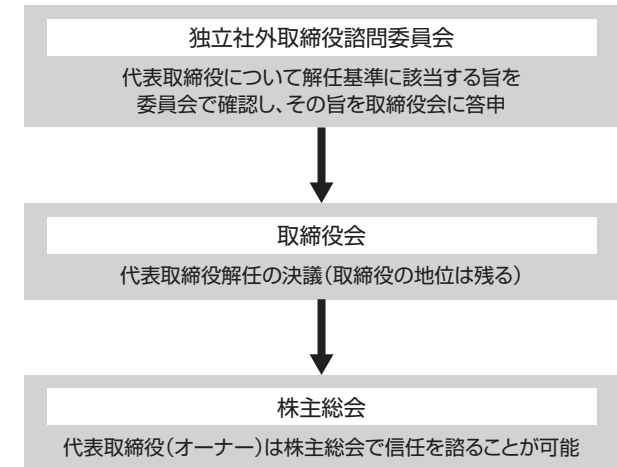 独立社外取締役諮問委員会
代表取締役について解任基準に該当する旨を
委員会で確認し、その旨を取締役会に答申
取締役会
代表取締役解任の決議(取締役の地位は残る)
株主総会
代表取締役(オーナー)は株主総会で信任を諮ることが可能